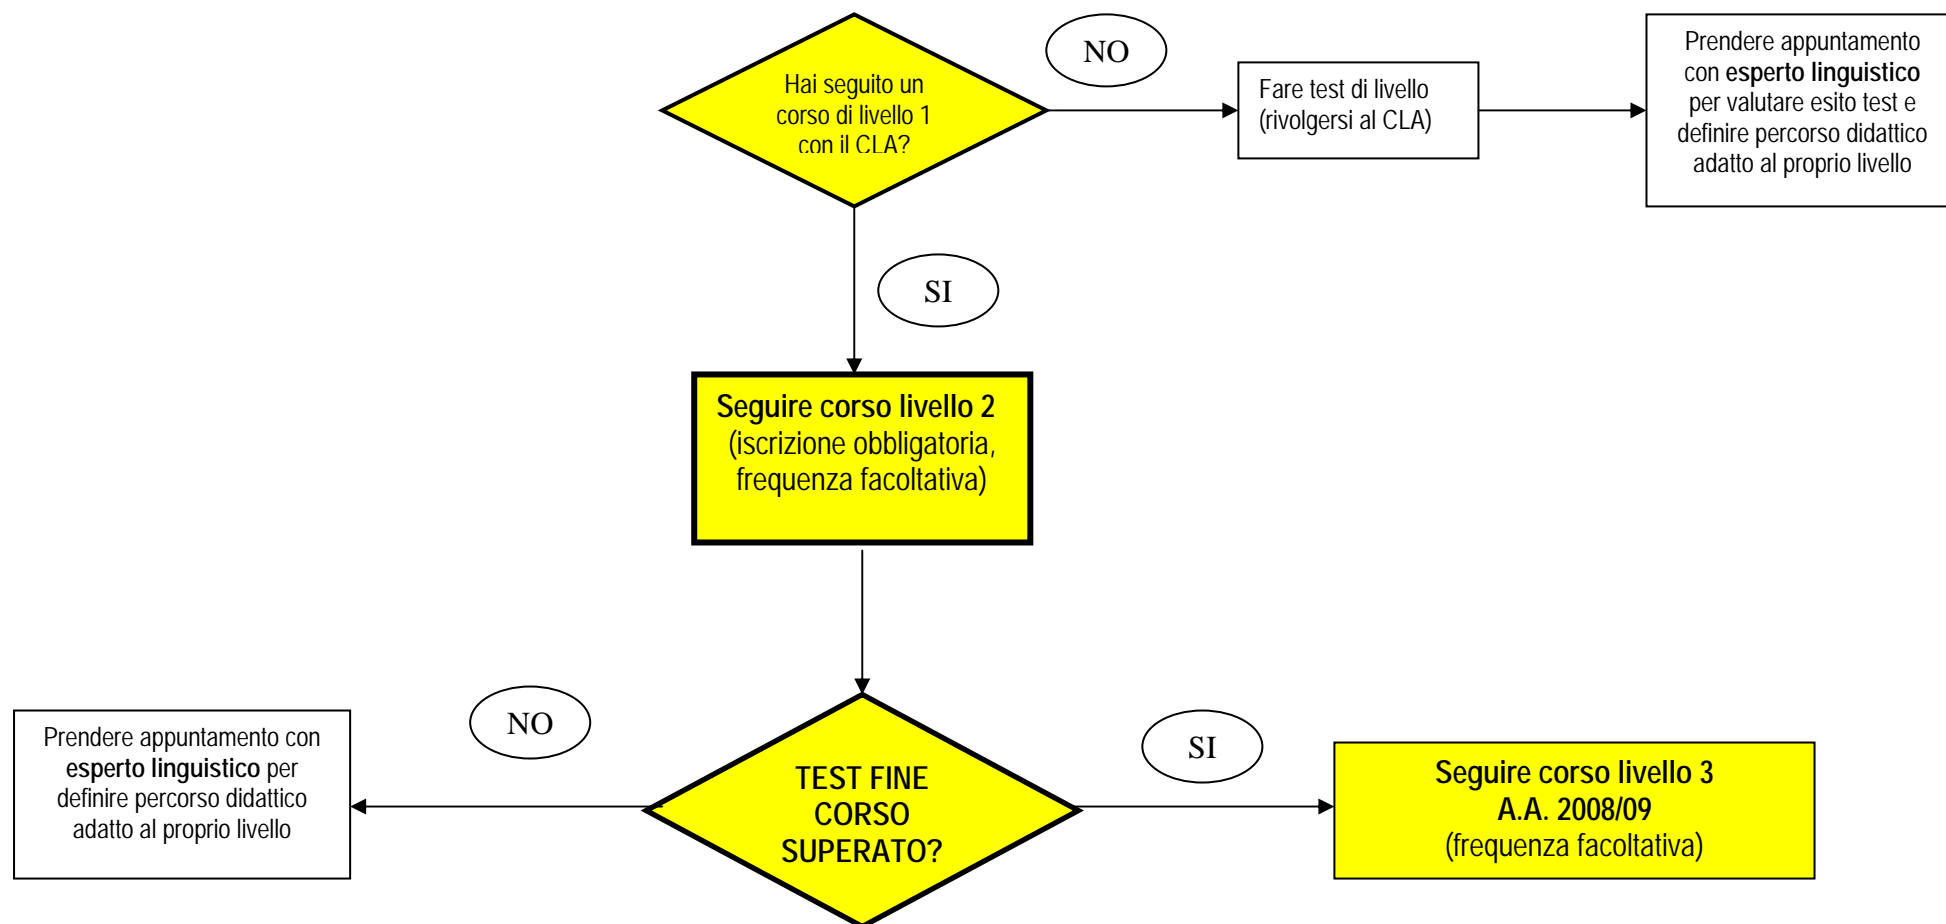 Hai seguito un
corso di livello 1
con il CLA?
NO
Fare test di livello
(rivolgersi al CLA)
Prendere appuntamento
con esperto linguistico
per valutare esito test e
definire percorso didattico
adatto al proprio livello
SI
Seguire corso livello 2
(iscrizione obbligatoria,
frequenza facoltativa)
Prendere appuntamento con
esperto linguistico per
definire percorso didattico
adatto al proprio livello
NO
TEST FINE
CORSO
SUPERATO?
SI
Seguire corso livello 3
A.A. 2008/09
(frequenza facoltativa)